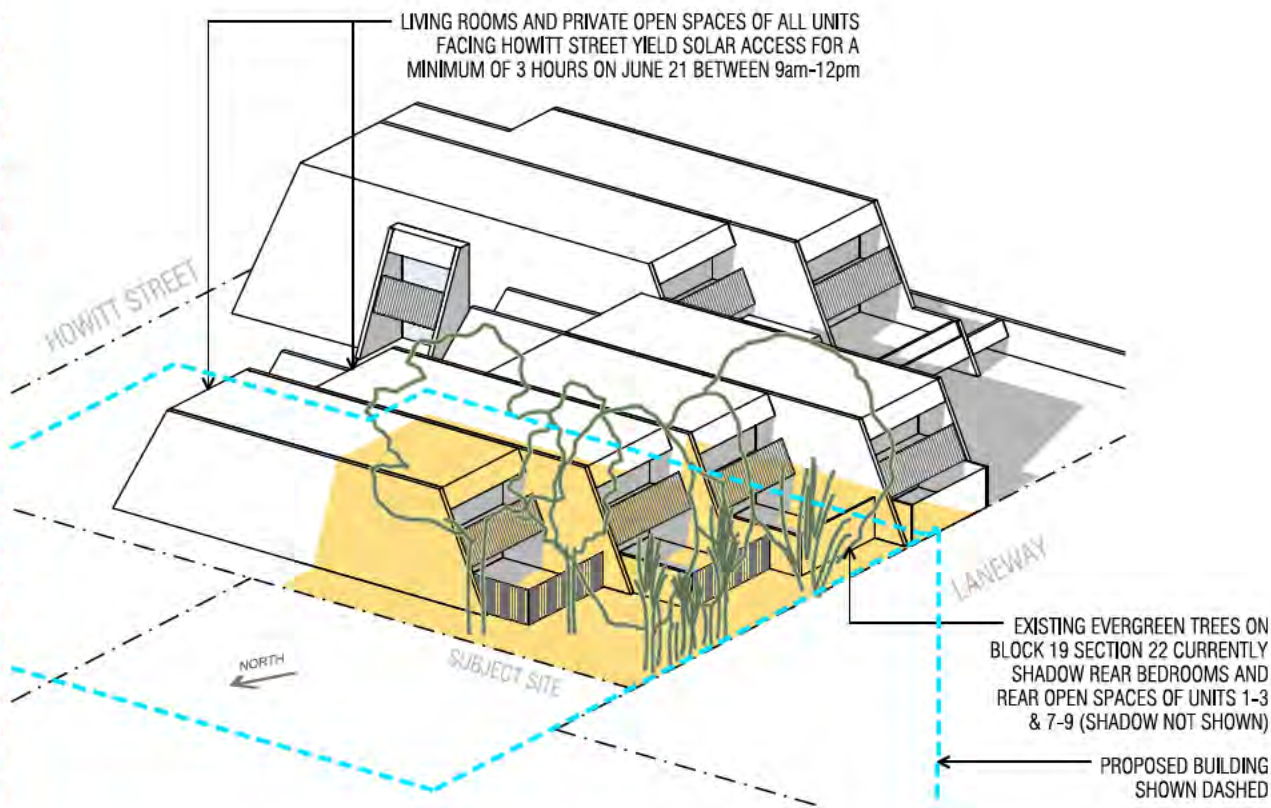 LIVING ROOMS AND PRIVATE OPEN SPACES OF ALL UNITS
FACING HOWITT STREET YIELD SOLAR ACCESS FOR A
MINIMUM OF 3 HOURS ON JUNE 21 BETWEEN 9am-12pm
HOWITT STREET
LANEWAY
NORTH
SUBJECT SITE
EXISTING EVERGREEN TREES ON
BLOCK 19 SECTION 22 CURRENTLY
SHADOW REAR BEDROOMS AND
REAR OPEN SPACES OF UNITS 1-3
& 7-9 (SHADOW NOT SHOWN)
PROPOSED BUILDING
SHOWN DASHED